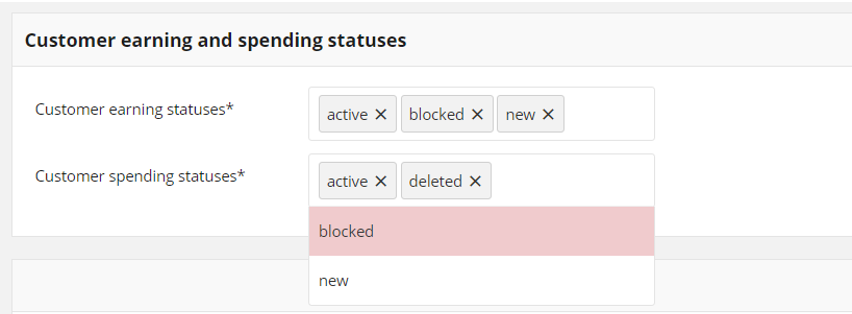 Customer earning and spending statuses
Customer earning statuses* active × blocked × new ×
Customer spending statuses* active × deleted ×
blocked
new